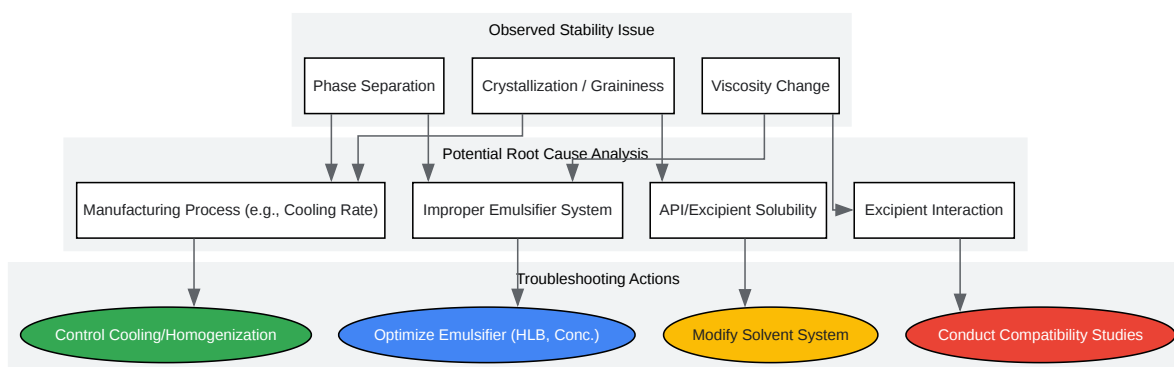 Observed Stability Issue
Phase Separation
Crystallization / Graininess
Viscosity Change
Potential Root Cause Analysis
Manufacturing Process (e.g., Cooling Rate)
Improper Emulsifier System
API/Excipient Solubility
Excipient Interaction
Troubleshooting Actions
Control Cooling/Homogenization
Optimize Emulsifier (HLB, Conc.)
Modify Solvent System
Conduct Compatibility Studies